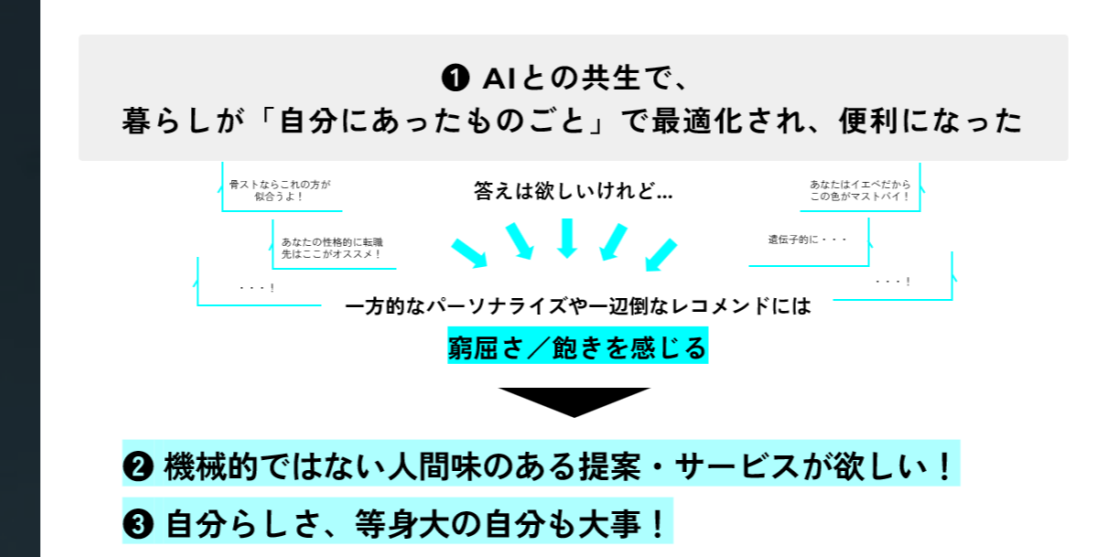 ❶ AIとの共生で、
暮らしが「自分にあったものごと」で最適化され、便利になった
骨ストならこれの方が
似合うよ！
答えは欲しいけれど...
あなたはイエベだから
この色がマストバイ！
あなたの性格的に転職
先はここがオススメ！
遺伝子的に・・・
・・・！
・・・！
一方的なパーソナライズや一辺倒なレコメンドには
窮屈さ／飽きを感じる
❷ 機械的ではない人間味のある提案・サービスが欲しい！
❸ 自分らしさ、等身大の自分も大事！